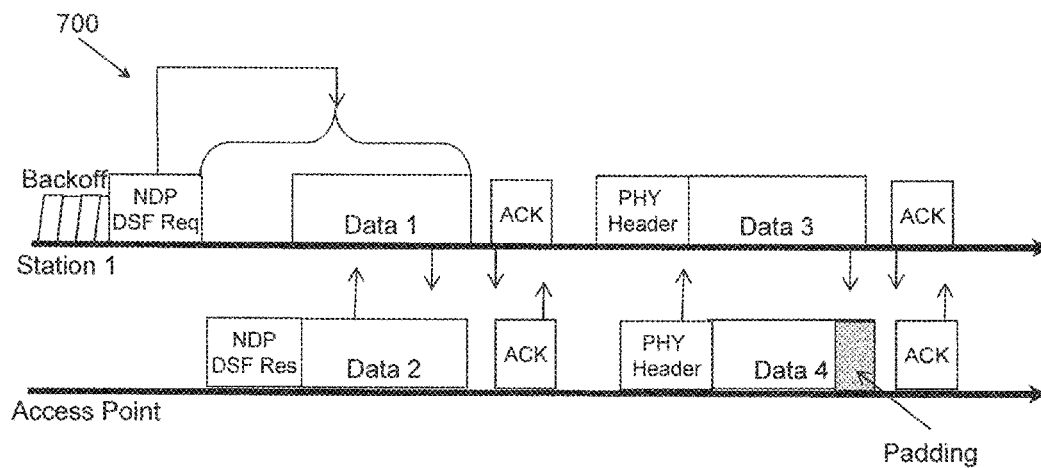 700
Backoff
NDP
DSF Req
Data 1
ACK
PHY
Header
Data 3
ACK
Station 1
NDP
DSF Res
Data 2
ACK
PHY
Header
Data 4
ACK
Access Point
Padding